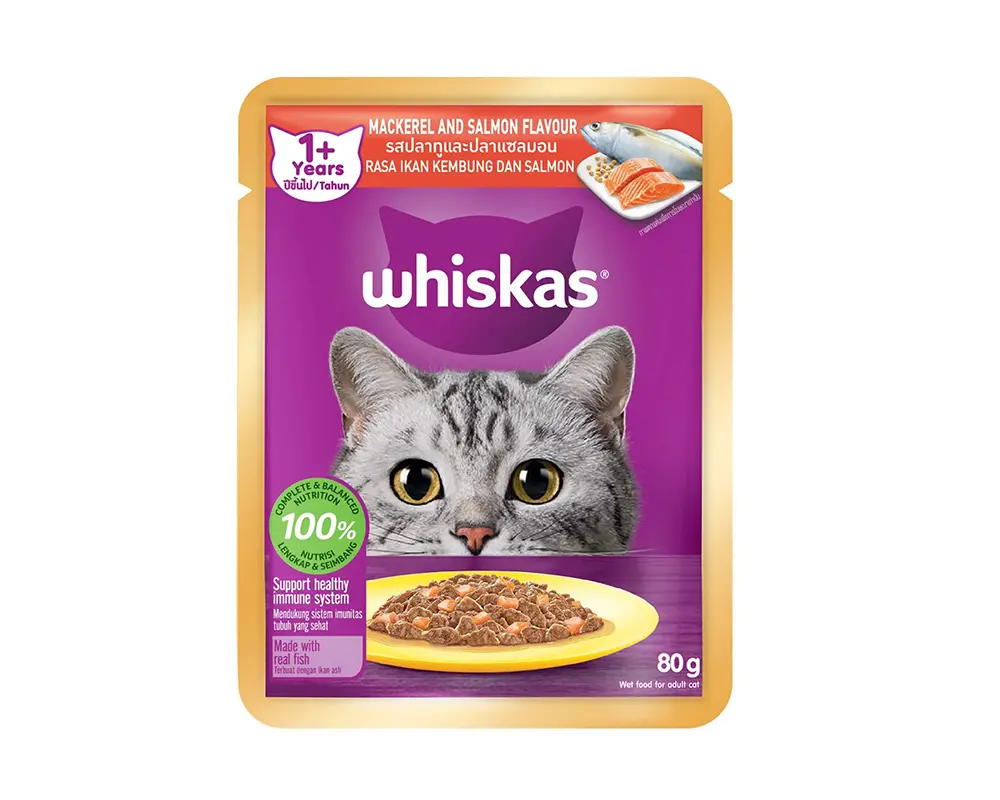 MACKEREL AND SALMON FLAVOUR
รสปลาทูและปลาแซลมอน
RASA IKAN KEMBUNG DAN SALMON
1+
Years
ปีขึ้นไป/Tahun
whiskas®
COMPLETE & BALANCED
NUTRITION
100%
NUTRISI
LENGKAP & SEIMBANG
Support healthy
immune system
Mendukung sistem imunitas
tubuh yang sehat
Made with
real fish
Terbuat dengan ikan asli
80g
Wet food for adult cat